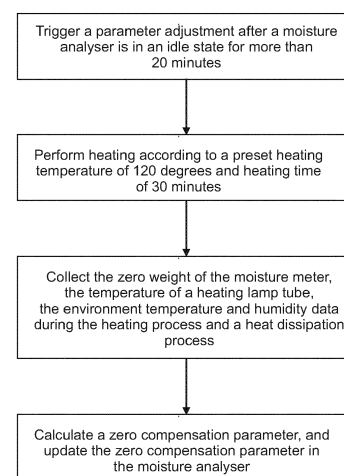 Trigger a parameter adjustment after a moisture
analyser is in an idle state for more than
20 minutes
Perform heating according to a preset heating
temperature of 120 degrees and heating time
of 30 minutes
Collect the zero weight of the moisture meter,
the temperature of a heating lamp tube,
the environment temperature and humidity data
during the heating process and a heat dissipation
process
Calculate a zero compensation parameter, and
update the zero compensation parameter in
the moisture analyser